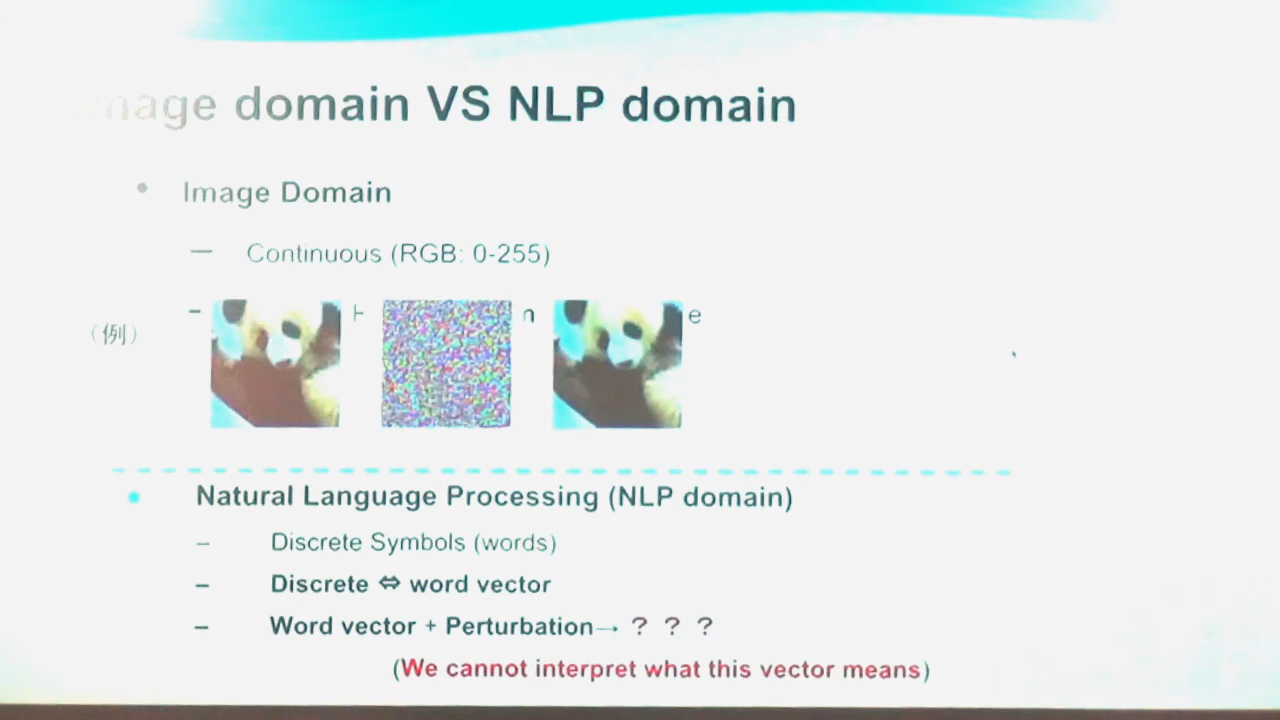 Image domain VS NLP domain
• Image Domain
— Continuous (RGB: 0-255)
（例）
– Natural Language Processing (NLP domain)
– Discrete Symbols (words)
– Discrete ⇔ word vector
– Word vector + Perturbation→ ？ ？ ？
(We cannot interpret what this vector means)